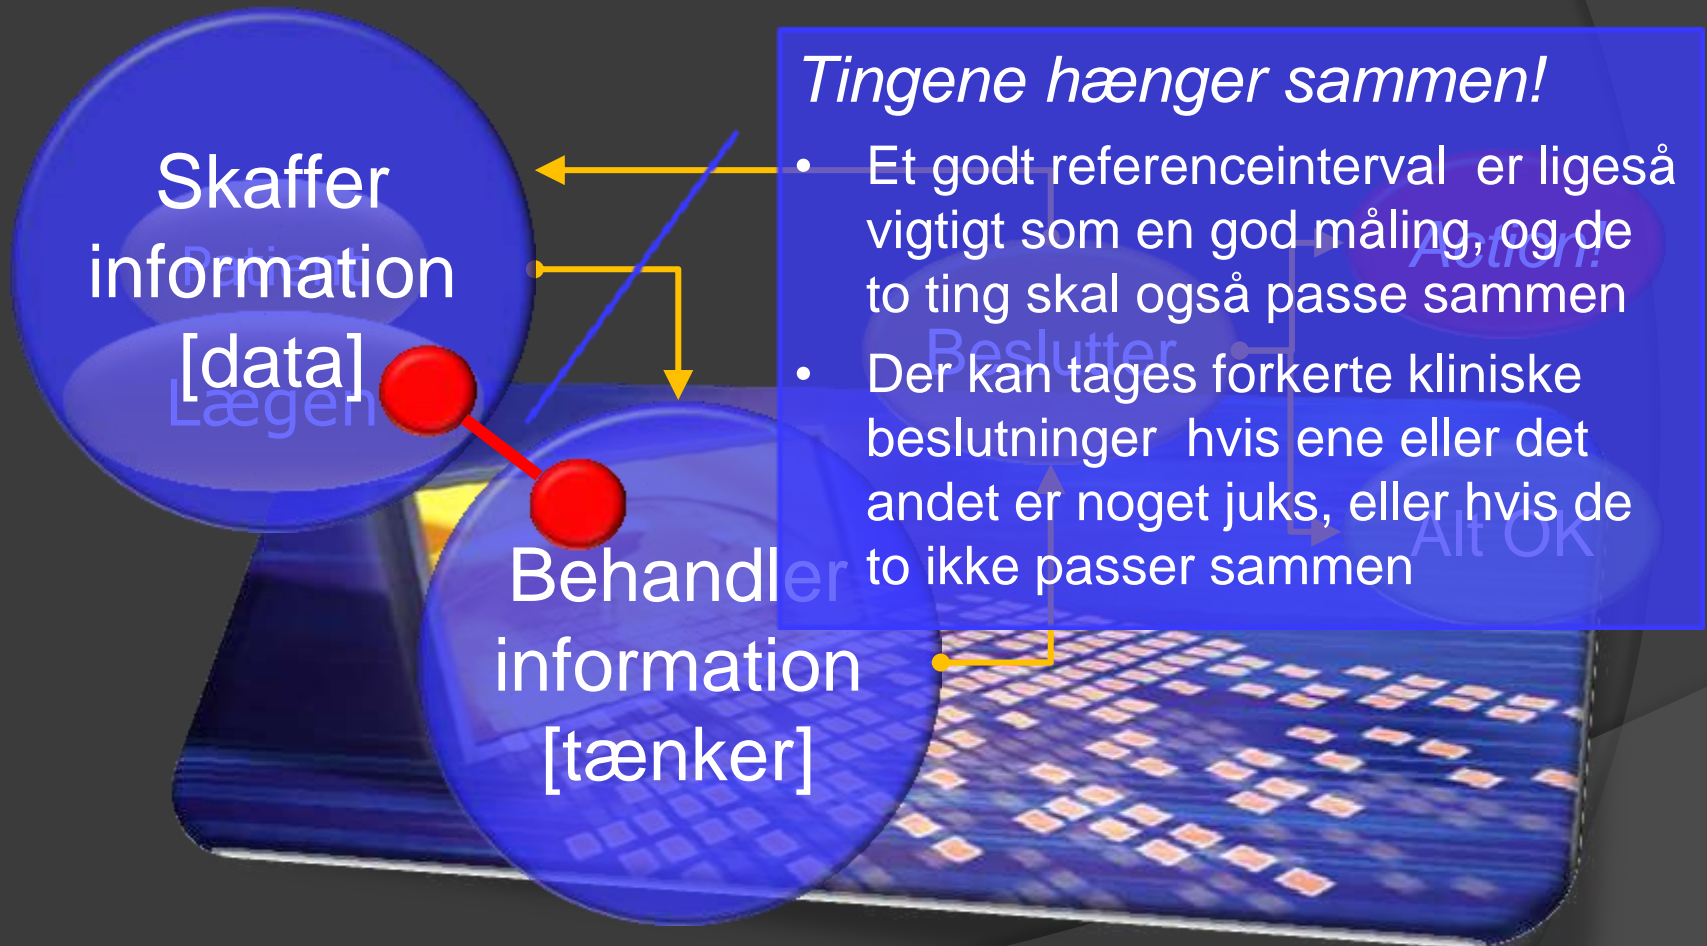 Skaffer
information
[data]
Patient
Lægen
Behandler
information
[tænker]
Tingene hænger sammen!
• Et godt referenceinterval er ligeså
vigtigt som en god måling, og de
to ting skal også passe sammen
• Der kan tages forkerte kliniske
beslutninger hvis ene eller det
andet er noget juks, eller hvis de
to ikke passer sammen
Beslutter
Action!
Alt OK